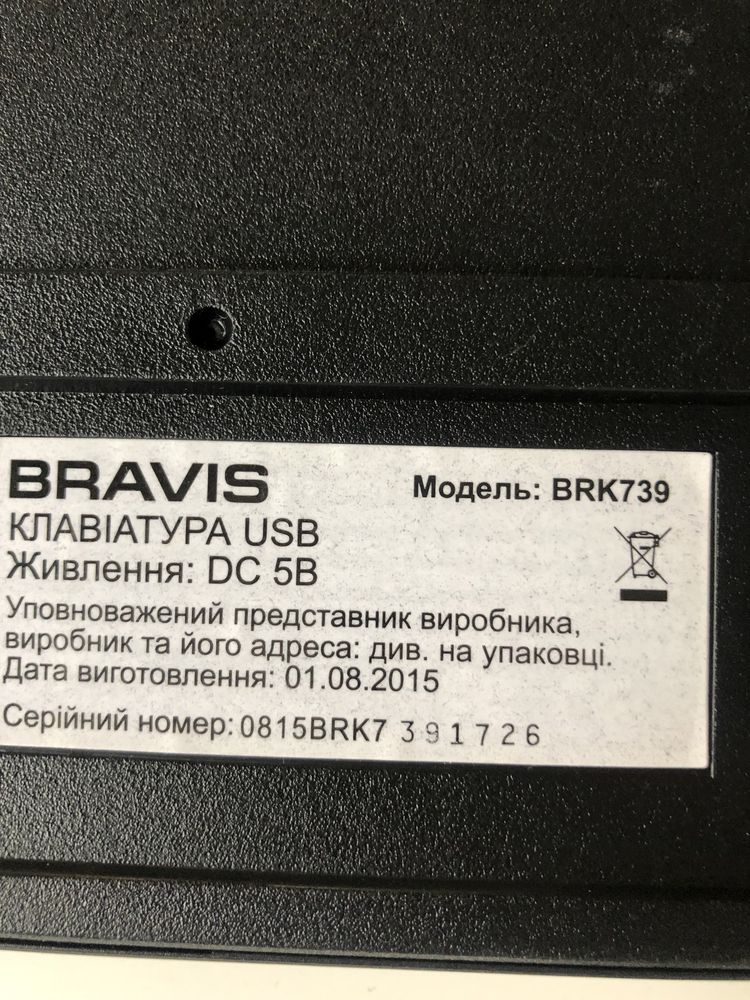 BRAVIS
Модель: BRK739
КЛАВІАТУРА USB
Живлення: DC 5В
Уповноважений представник виробника,
виробник та його адреса: див. на упаковці.
Дата виготовлення: 01.08.2015
Серійний номер: 0815BRK7 391726